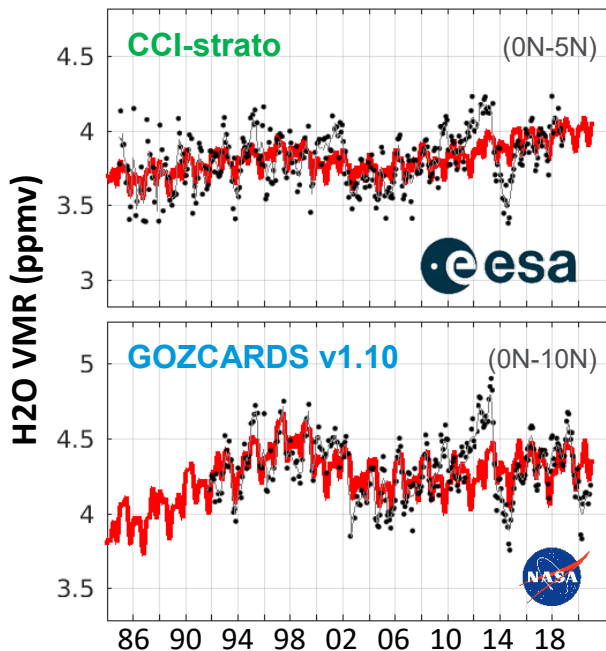 H2O VMR (ppmv)
CCI-strato
(0N-5N)
4.5
4
3.5
3
esa
GOZCARDS v1.10
(0N-10N)
5
4.5
4
3.5
NASA
86 90 94 98 02 06 10 14 18